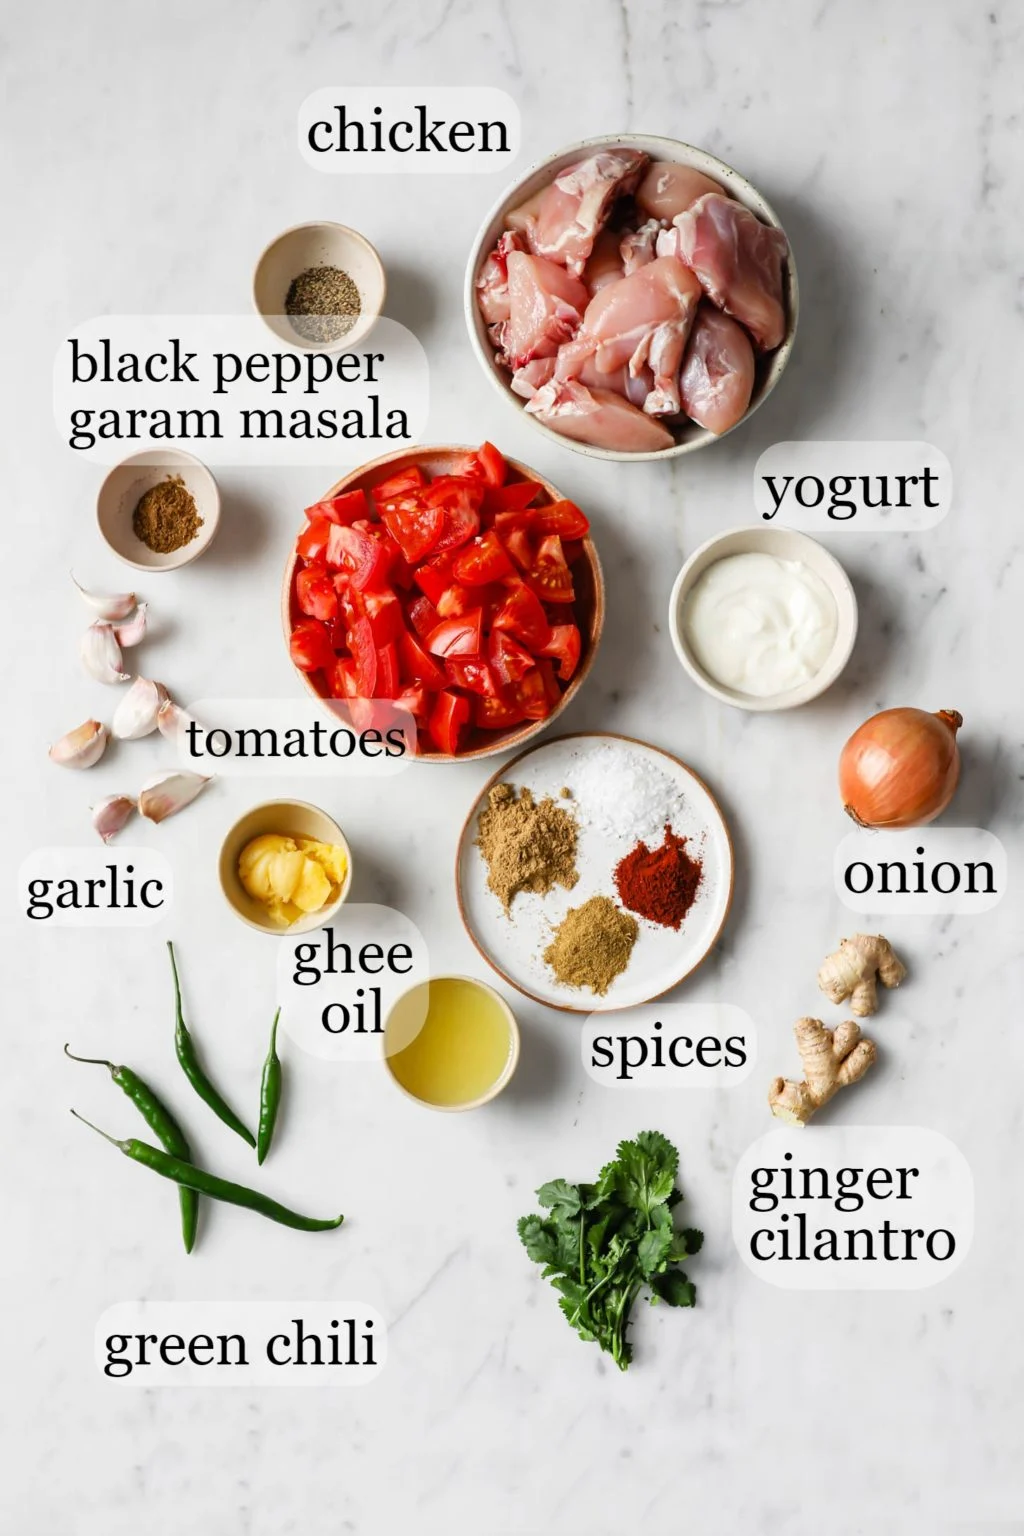 chicken
black pepper
garam masala
yogurt
tomatoes
onion
garlic
ghee
oil
spices
ginger
cilantro
green chili